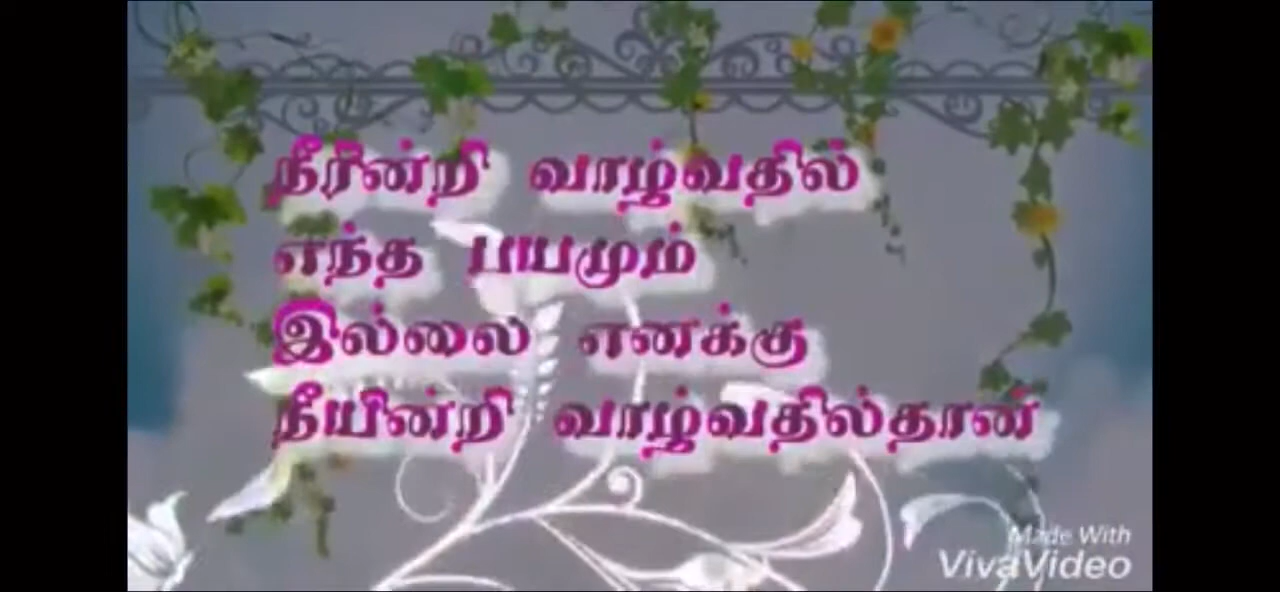 நீரின்றி வாழ்வதில்
எந்த பயமும்
இல்லை எனக்கு
நீயின்றி வாழ்வதில்தான்
Made With
VivaVideo